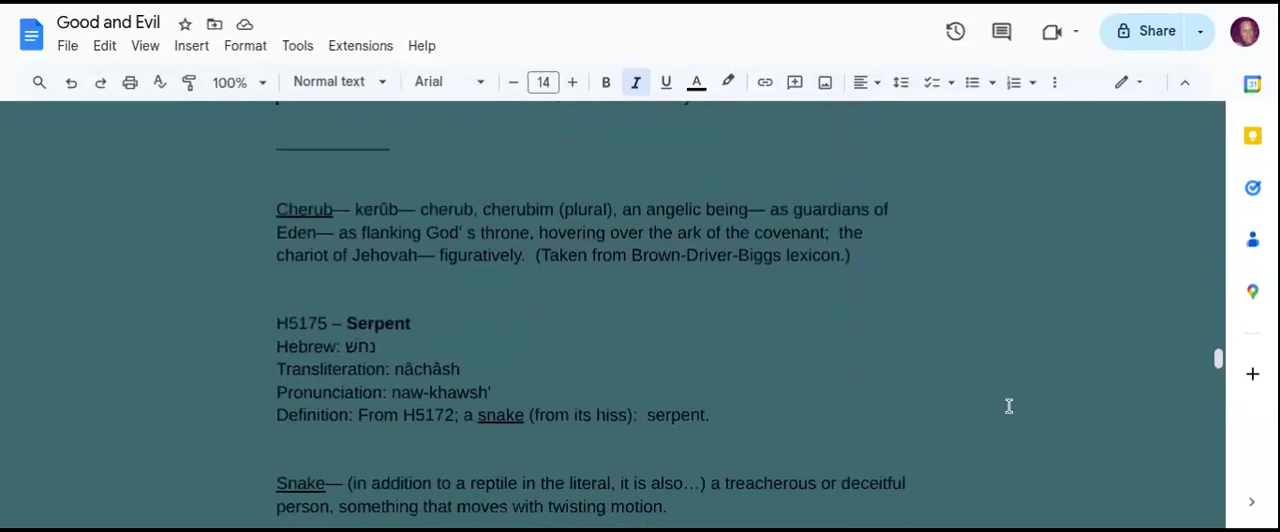 Good and Evil
File Edit View Insert Format Tools Extensions Help
Share
100% Normal text Arial 14 B I U A
Cherub— kerûb— cherub, cherubim (plural), an angelic being— as guardians of
Eden— as flanking God' s throne, hovering over the ark of the covenant;  the
chariot of Jehovah— figuratively.  (Taken from Brown-Driver-Biggs lexicon.)
H5175 – Serpent
Hebrew: נחש
Transliteration: nãchâsh
Pronunciation: naw-khawsh'
Definition: From H5172; a snake (from its hiss):  serpent.
Snake— (in addition to a reptile in the literal, it is also…) a treacherous or deceitful
person, something that moves with twisting motion.